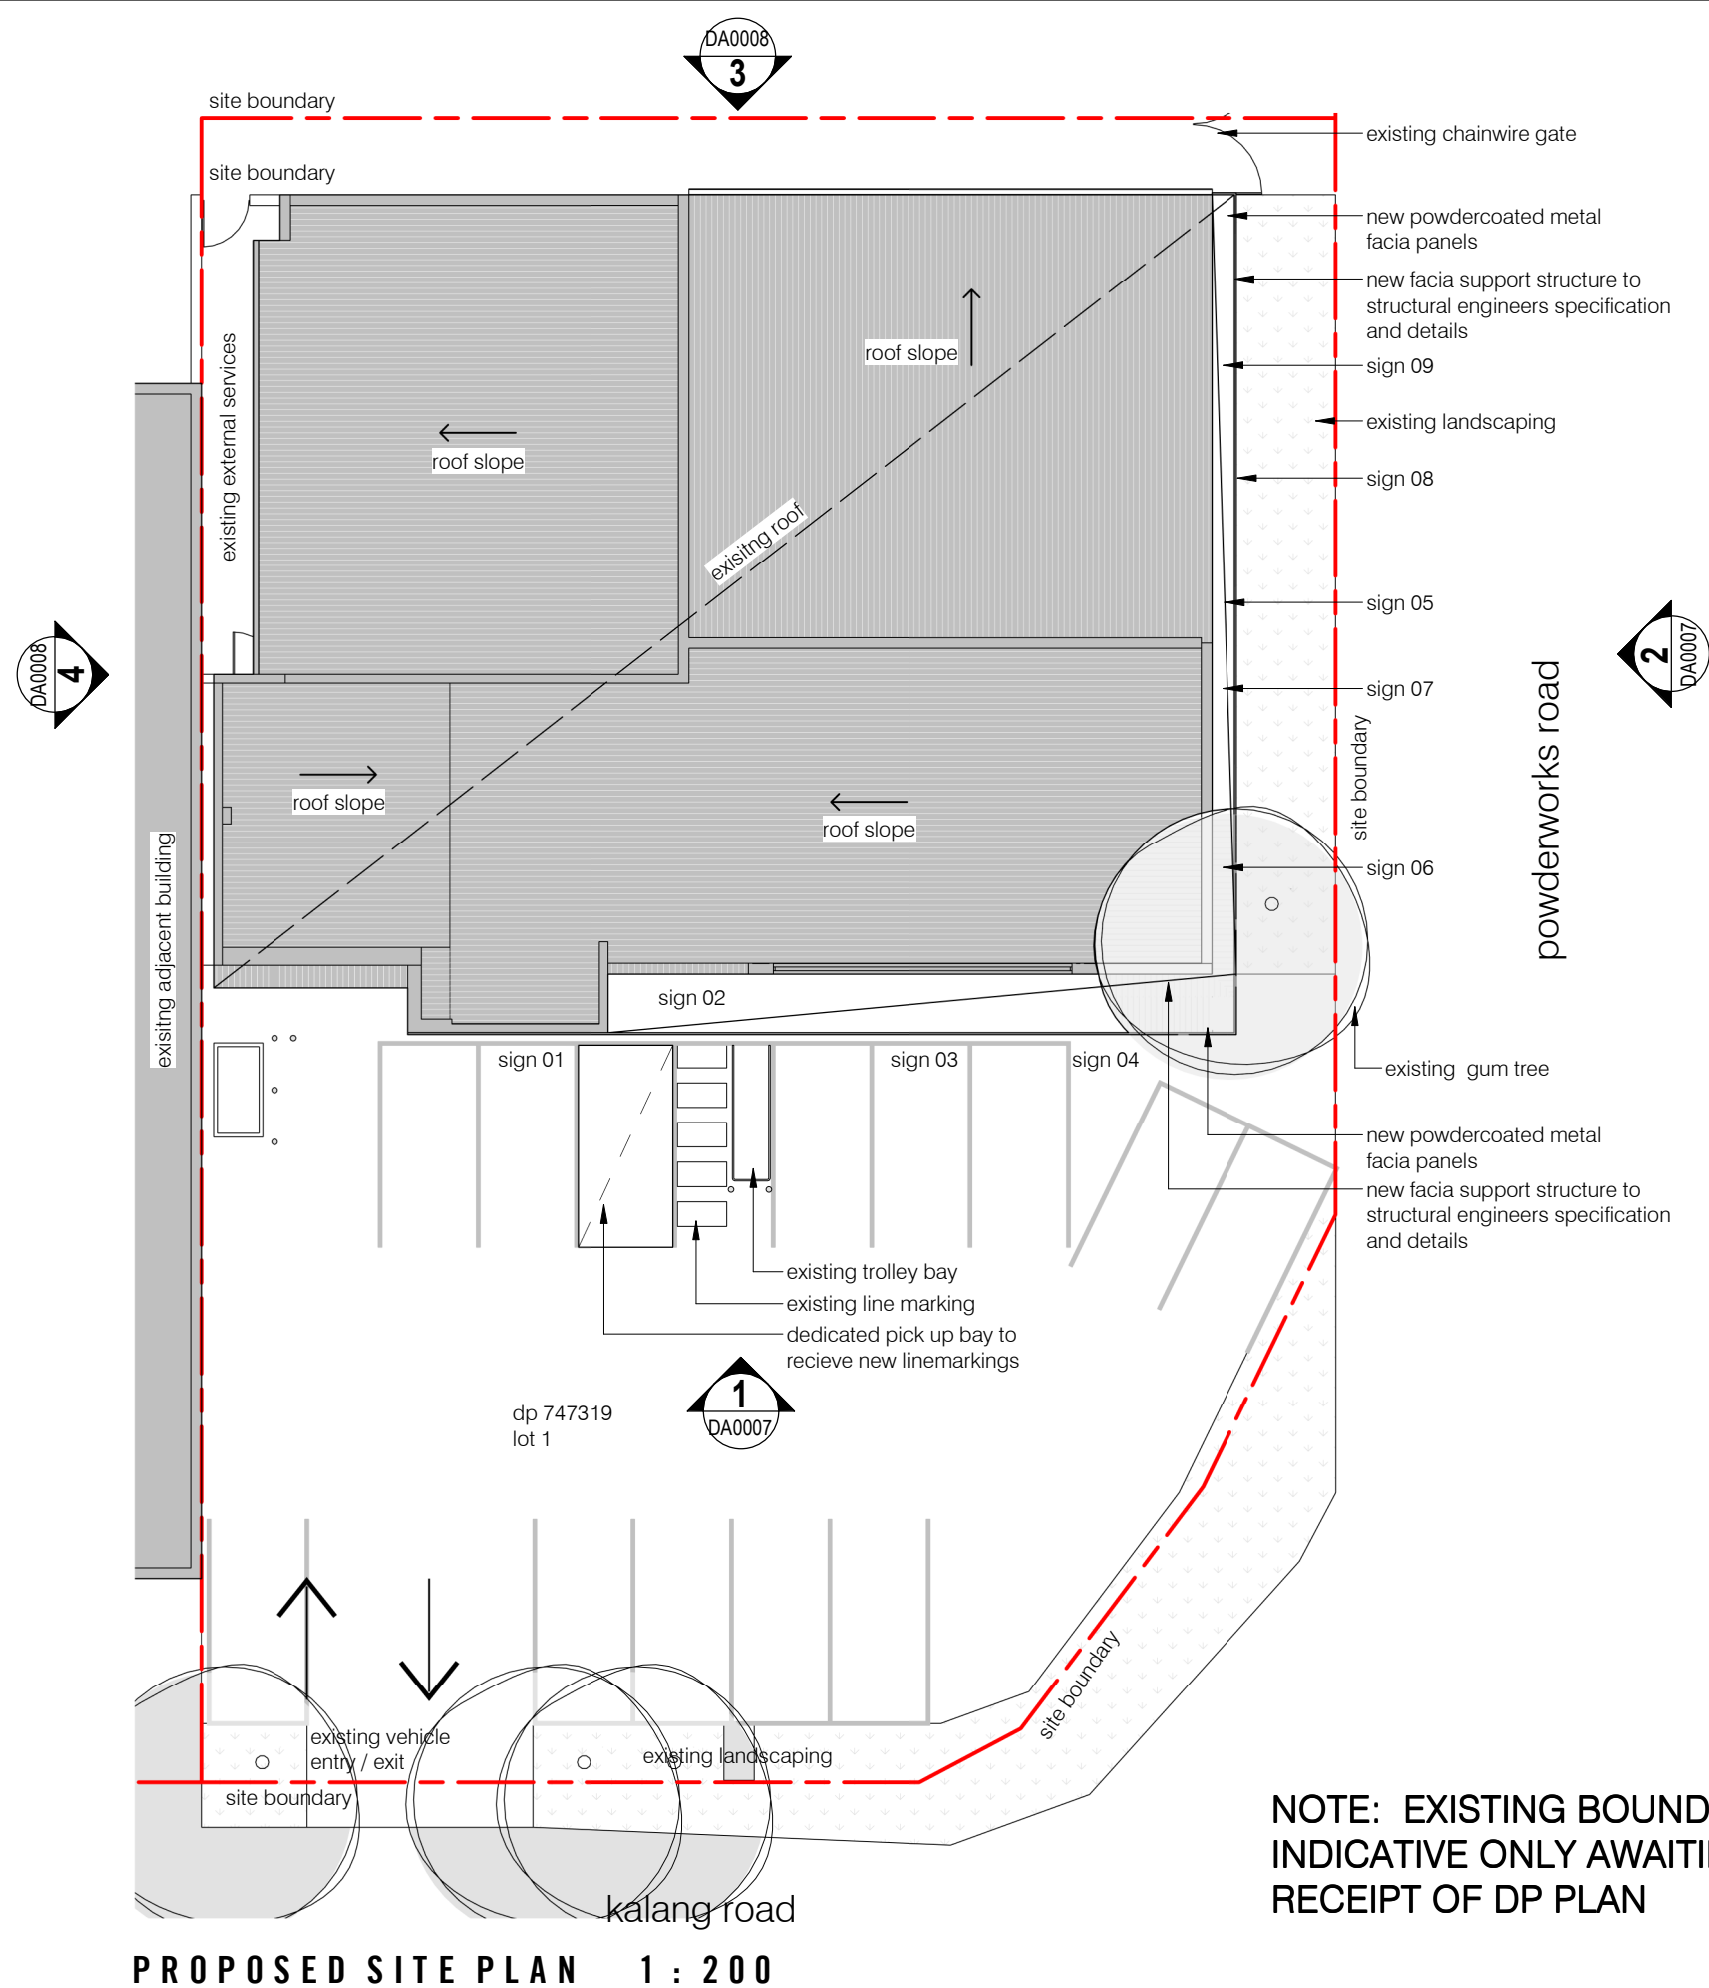 DA0008
3
site boundary
existing chainwire gate
site boundary
new powdercoated metal
facia panels
new facia support structure to
structural engineers specification
and details
roof slope
sign 09
existing external services
existing landscaping
roof slope
sign 08
exisitng roof
sign 05
DA0008
4
2
DA0007
sign 07
powderworks road
site boundary
roof slope
roof slope
sign 06
exisitng adjacent building
sign 02
sign 01
sign 03
sign 04
existing gum tree
new powdercoated metal
facia panels
new facia support structure to
structural engineers specification
and details
existing trolley bay
existing line marking
dedicated pick up bay to
recieve new linemarkings
1
DA0007
dp 747319
lot 1
site boundary
existing vehicle
entry / exit
existing landscaping
site boundary
NOTE: EXISTING BOUND
INDICATIVE ONLY AWAITI
RECEIPT OF DP PLAN
kalang road
PROPOSED SITE PLAN 1 : 200